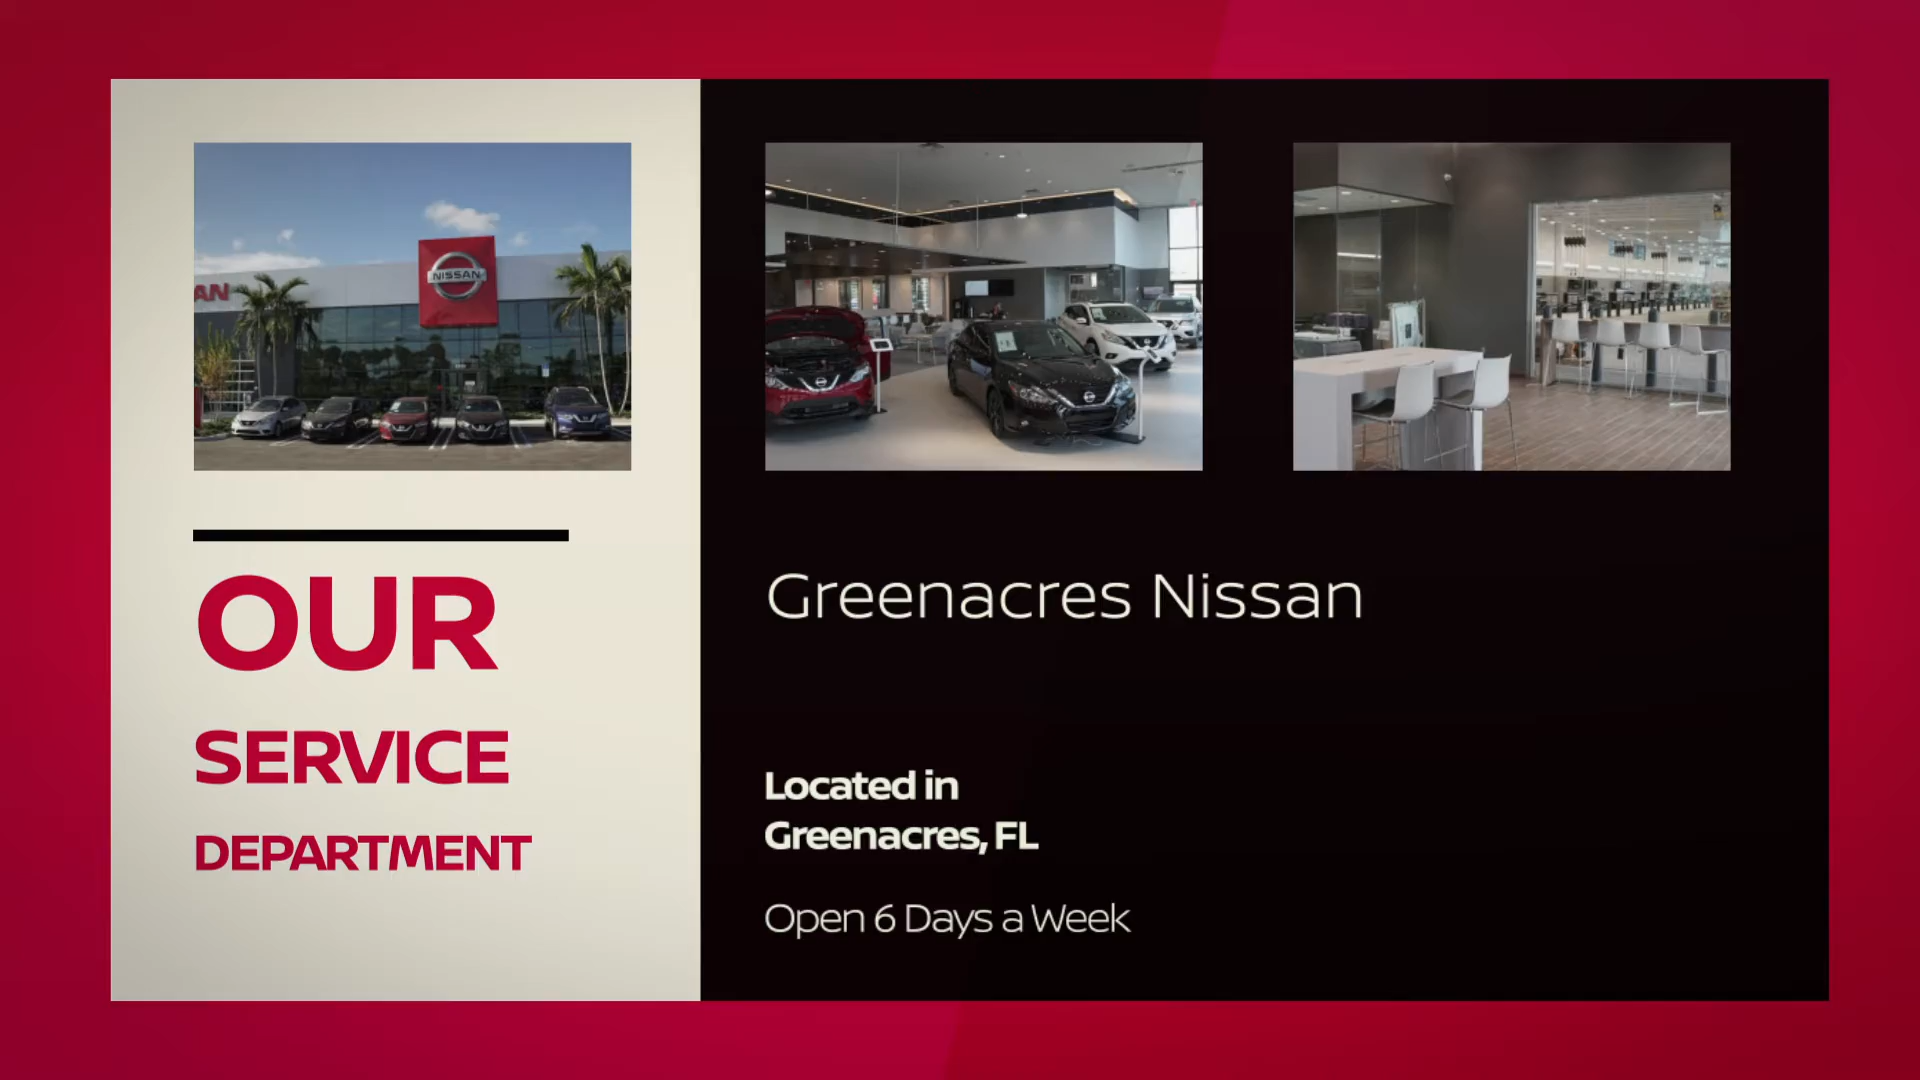 AN
NISSAN
OUR
SERVICE
DEPARTMENT
Greenacres Nissan
Located in
Greenacres, FL
Open 6 Days a Week